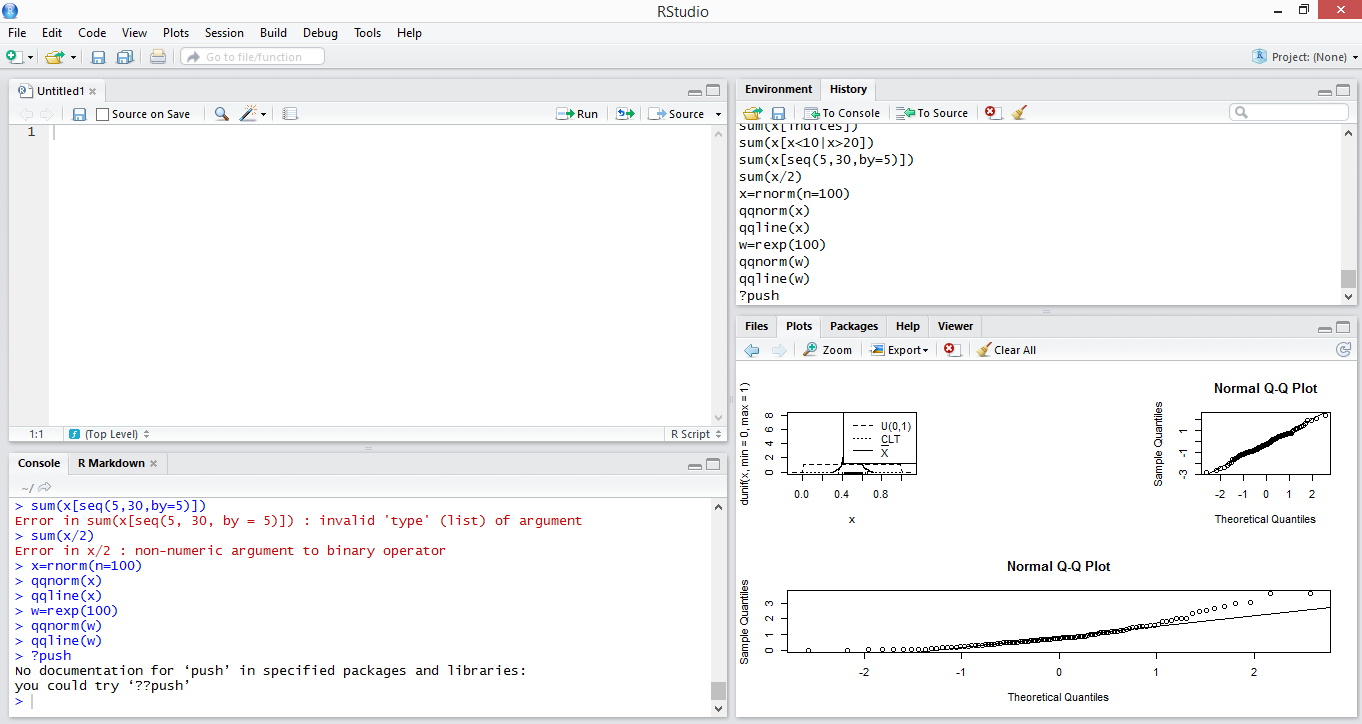 RStudio
File Edit Code View Plots Session Build Debug Tools Help
Go to file/function
Project: (None)
Untitled1
Source on Save
Run
Source
1
1:1
(Top Level)
R Script
Console
R Markdown
~/
> sum(x[seq(5,30,by=5)])
Error in sum(x[seq(5, 30, by = 5)]) : invalid 'type' (list) of argument
> sum(x/2)
Error in x/2 : non-numeric argument to binary operator
> x=rnorm(n=100)
> qqnorm(x)
> qqline(x)
> w=rexp(100)
> qqnorm(w)
> qqline(w)
> ?push
No documentation for ‘push’ in specified packages and libraries:
you could try ‘??push’
>
Environment History
To Console To Source
sum(x[indices])
sum(x[x<10|x>20])
sum(x[seq(5,30,by=5)])
sum(x/2)
x=rnorm(n=100)
qqnorm(x)
qqline(x)
w=rexp(100)
qqnorm(w)
qqline(w)
?push
Files Plots Packages Help Viewer
Zoom Export Clear All
dunif(x, min = 0, max = 1)
0 2 4 6 8
U(0,1)
CLT
X
0.0 0.4 0.8
x
Normal Q-Q Plot
Sample Quantiles
-3 -1 1
-2 -1 0 1 2
Theoretical Quantiles
Normal Q-Q Plot
Sample Quantiles
0 1 2 3
-2 -1 0 1 2
Theoretical Quantiles